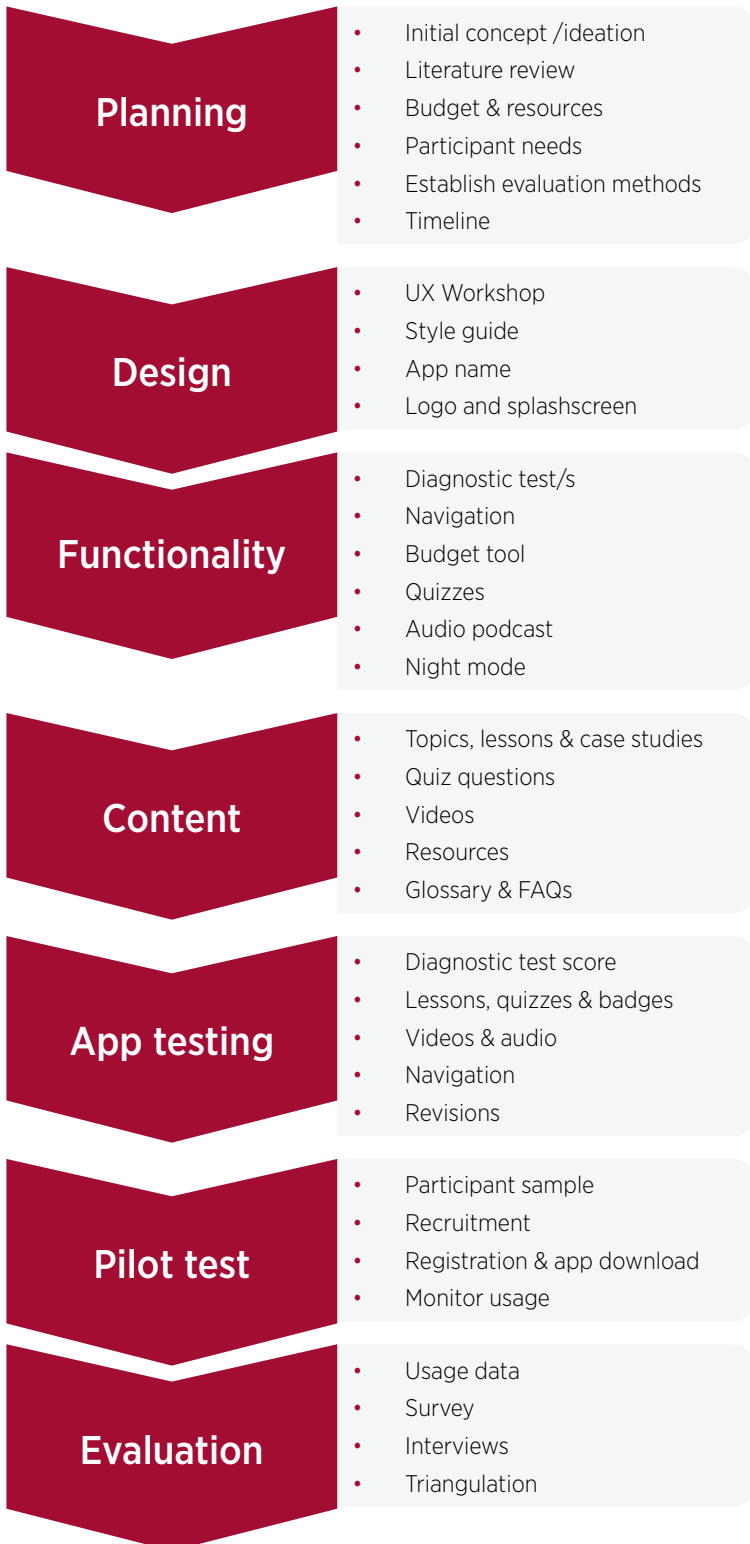 Planning
• Initial concept /ideation
• Literature review
• Budget & resources
• Participant needs
• Establish evaluation methods
• Timeline
Design
• UX Workshop
• Style guide
• App name
• Logo and splashscreen
Functionality
• Diagnostic test/s
• Navigation
• Budget tool
• Quizzes
• Audio podcast
• Night mode
Content
• Topics, lessons & case studies
• Quiz questions
• Videos
• Resources
• Glossary & FAQs
App testing
• Diagnostic test score
• Lessons, quizzes & badges
• Videos & audio
• Navigation
• Revisions
Pilot test
• Participant sample
• Recruitment
• Registration & app download
• Monitor usage
Evaluation
• Usage data
• Survey
• Interviews
• Triangulation